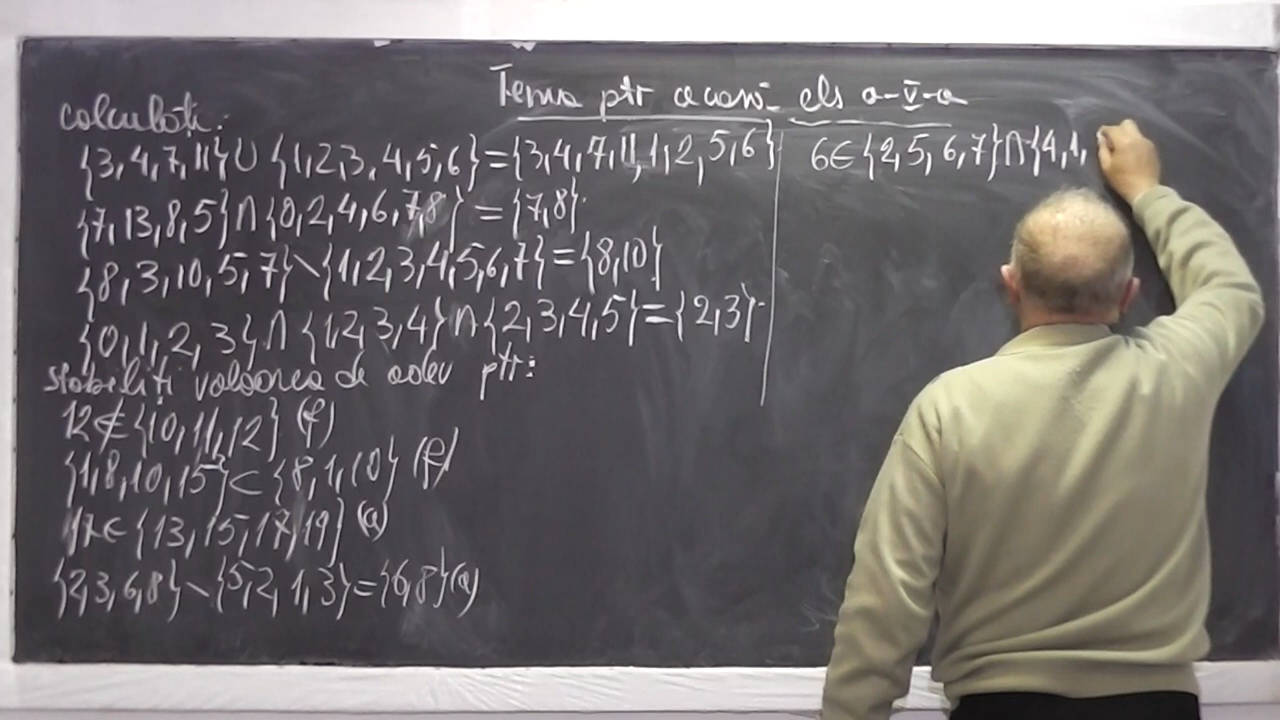 Tema ptr acasă cls a-V-a
calculați:
{3,4,7,11}∪{1,2,3,4,5,6}={3,4,7,11,1,2,5,6}
{7,13,8,5}∩{0,2,4,6,7,8}={7,8}
{8,3,10,5,7}\{1,2,3,4,5,6,7}={8,10}
{0,1,2,3}∩{1,2,3,4}∩{2,3,4,5}={2,3}
stabiliți valoarea de adev ptr:
12∉{10,11,12} (f)
{1,8,10,15}⊂{8,1,10} (f)
17∈{13,15,17,19} (a)
{2,3,6,8}\{5,2,1,3}={6,8} (a)
6∈{2,5,6,7}∩{4,1,